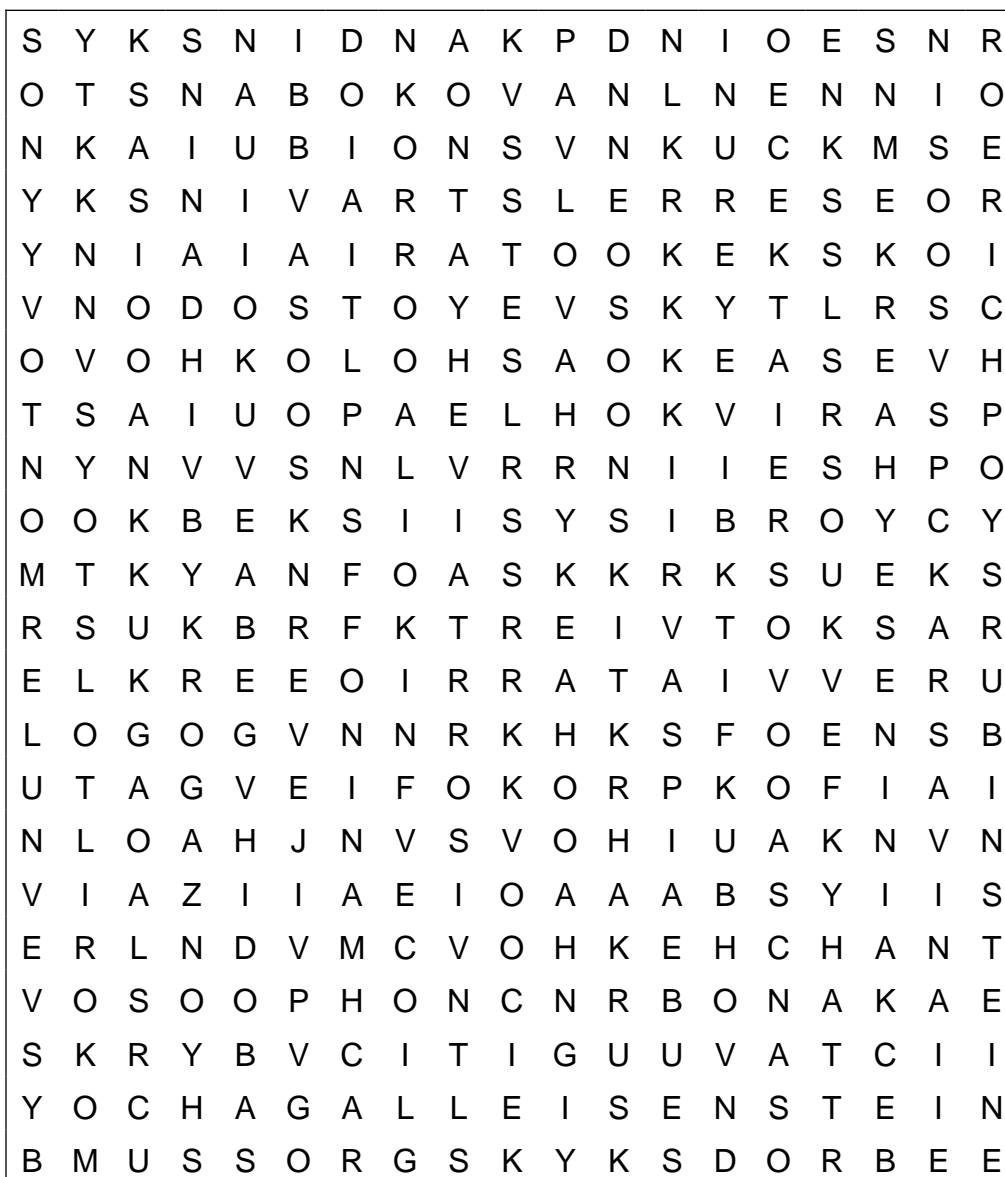 S Y K S N I D N A K P D N I O E S N R
O T S N A B O K O V A N L N E N N I O
N K A I U B I O N S V N K U C K M S E
Y K S N I V A R T S L E R R E S E O R
Y N I A I A I R A T O O K E K S K O I
V N O D O S T O Y E V S K Y T L R S C
O V O H K O L O H S A O K E A S E V H
T S A I U O P A E L H O K V I R A S P
N Y N V V S N L V R R N I I E S H P O
O O K B E K S I I S Y S I B R O Y C Y
M T K Y A N F O A S K K R K S U E K S
R S U K B R F K T R E I V T O K S A R
E L K R E E O I R R A T A I V V E R U
L O G O G V N N R K H K S F O E N S B
U T A G V E I F O K O R P K O F I A I
N L O A H J N V S V O H I U A K N V N
V I A Z I I A E I O A A A B S Y I I S
E R L N D V M C V O H K E H C H A N T
V O S O O P H O N C N R B O N A K A E
S K R Y B V C I T I G U U V A T C I I
Y O C H A G A L L E I S E N S T E I N
B M U S S O R G S K Y K S D O R B E E